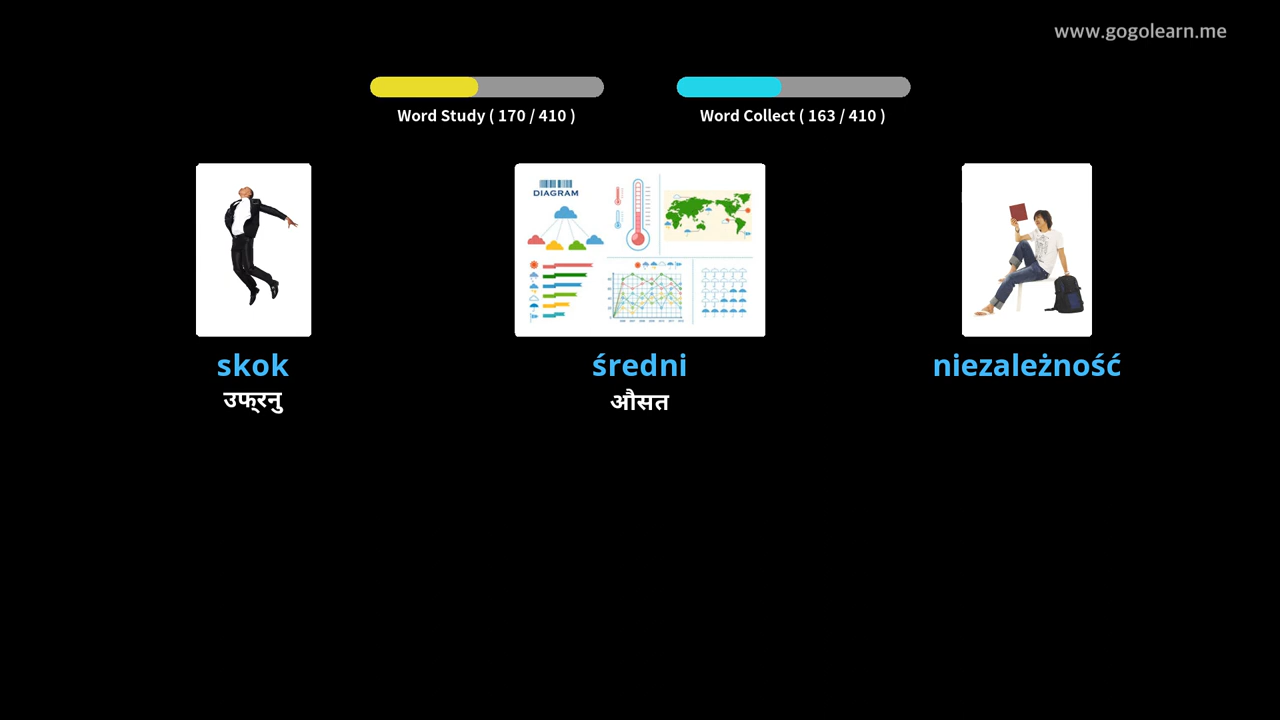 www.gogolearn.me
Word Study ( 170 / 410 )
Word Collect ( 163 / 410 )
DIAGRAM
skok
średni
niezależność
उफ्रनु
औसत